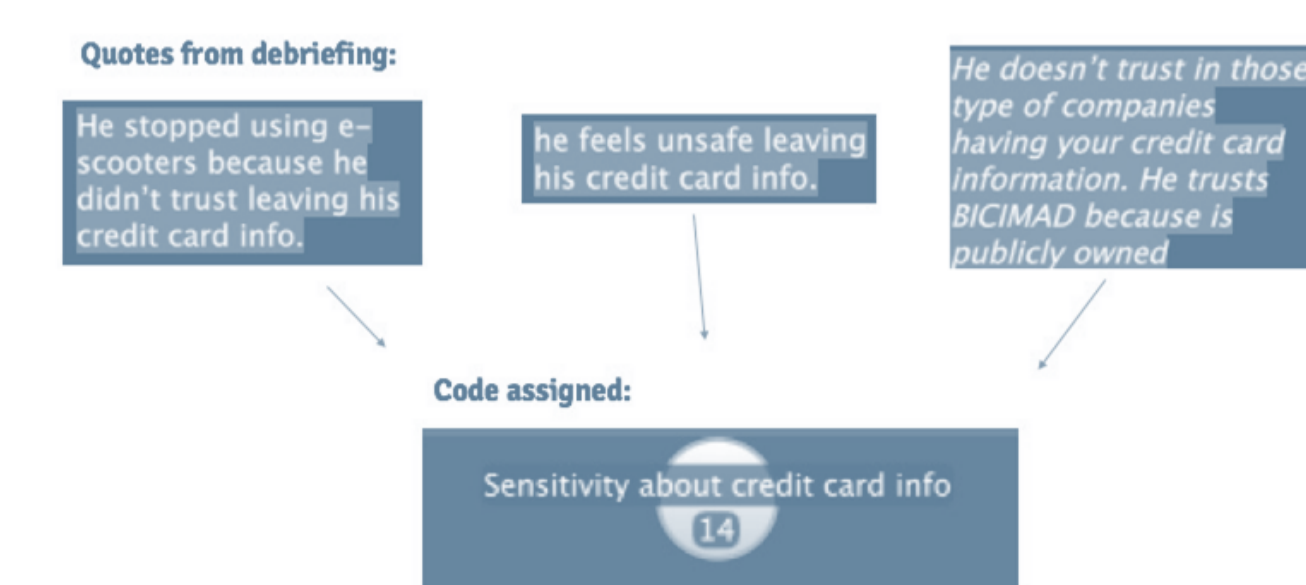 Quotes from debriefing:
He stopped using e-
scooters because he
didn't trust leaving his
credit card info.
he feels unsafe leaving
his credit card info.
He doesn't trust in those
type of companies
having your credit card
information. He trusts
BICIMAD because is
publicly owned
Code assigned:
Sensitivity about credit card info
14